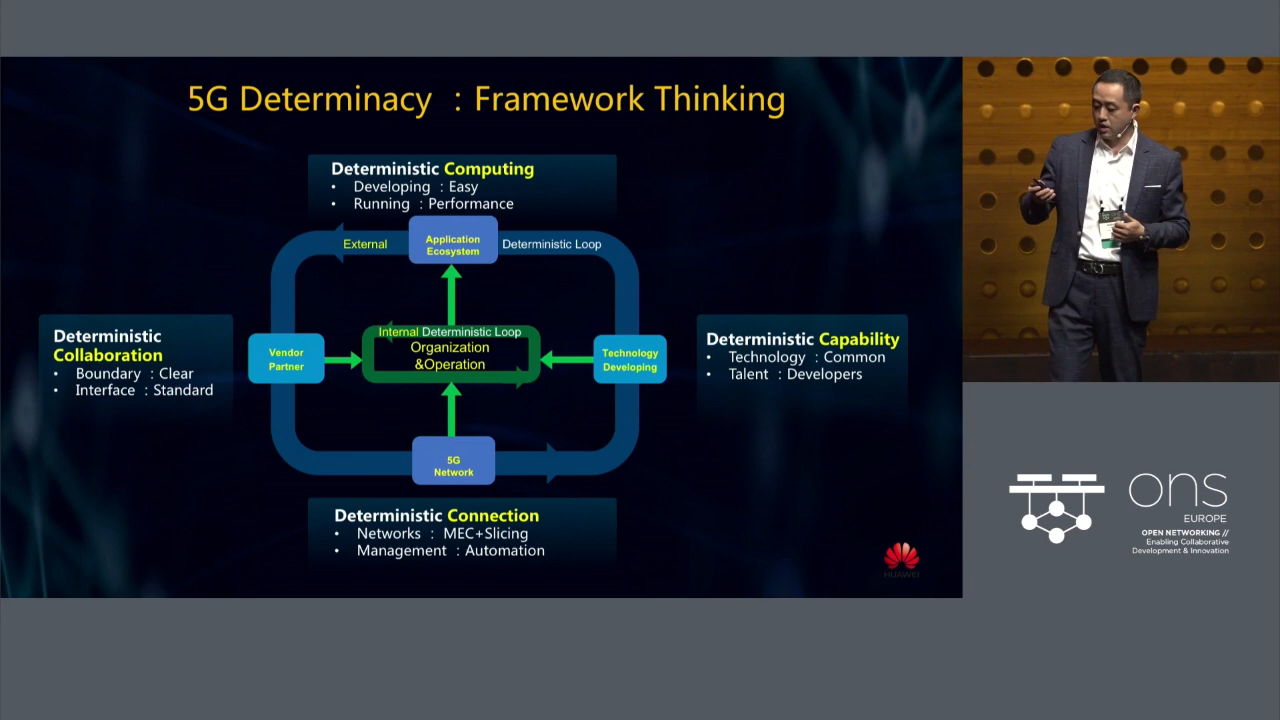 5G Determinacy : Framework Thinking
Deterministic Computing
• Developing : Easy
• Running : Performance
External
Application
Ecosystem
Deterministic Loop
Deterministic
Collaboration
• Boundary : Clear
• Interface : Standard
Vendor
Partner
Internal Deterministic Loop
Organization
&Operation
Technology
Developing
Deterministic Capability
• Technology : Common
• Talent : Developers
5G
Network
Deterministic Connection
• Networks : MEC+Slicing
• Management : Automation
HUAWEI
ons
EUROPE
OPEN NETWORKING //
Enabling Collaborative
Development & Innovation